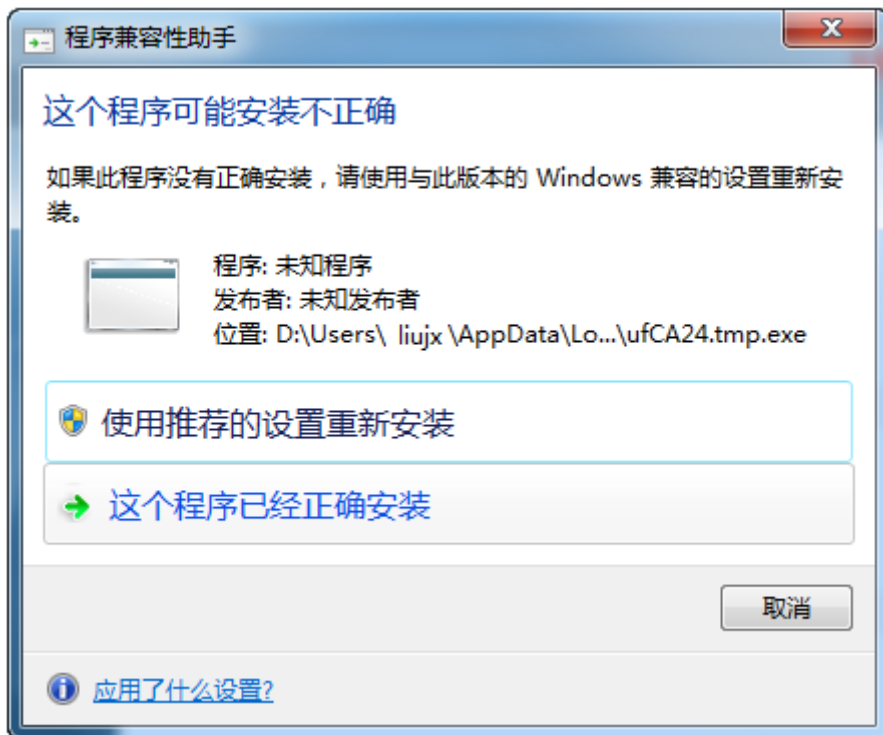 程序兼容性助手
这个程序可能安装不正确
如果此程序没有正确安装，请使用与此版本的 Windows 兼容的设置重新安
装。
程序: 未知程序
发布者: 未知发布者
位置: D:\Users\ liujx \AppData\Lo...\ufCA24.tmp.exe
使用推荐的设置重新安装
这个程序已经正确安装
取消
应用了什么设置?